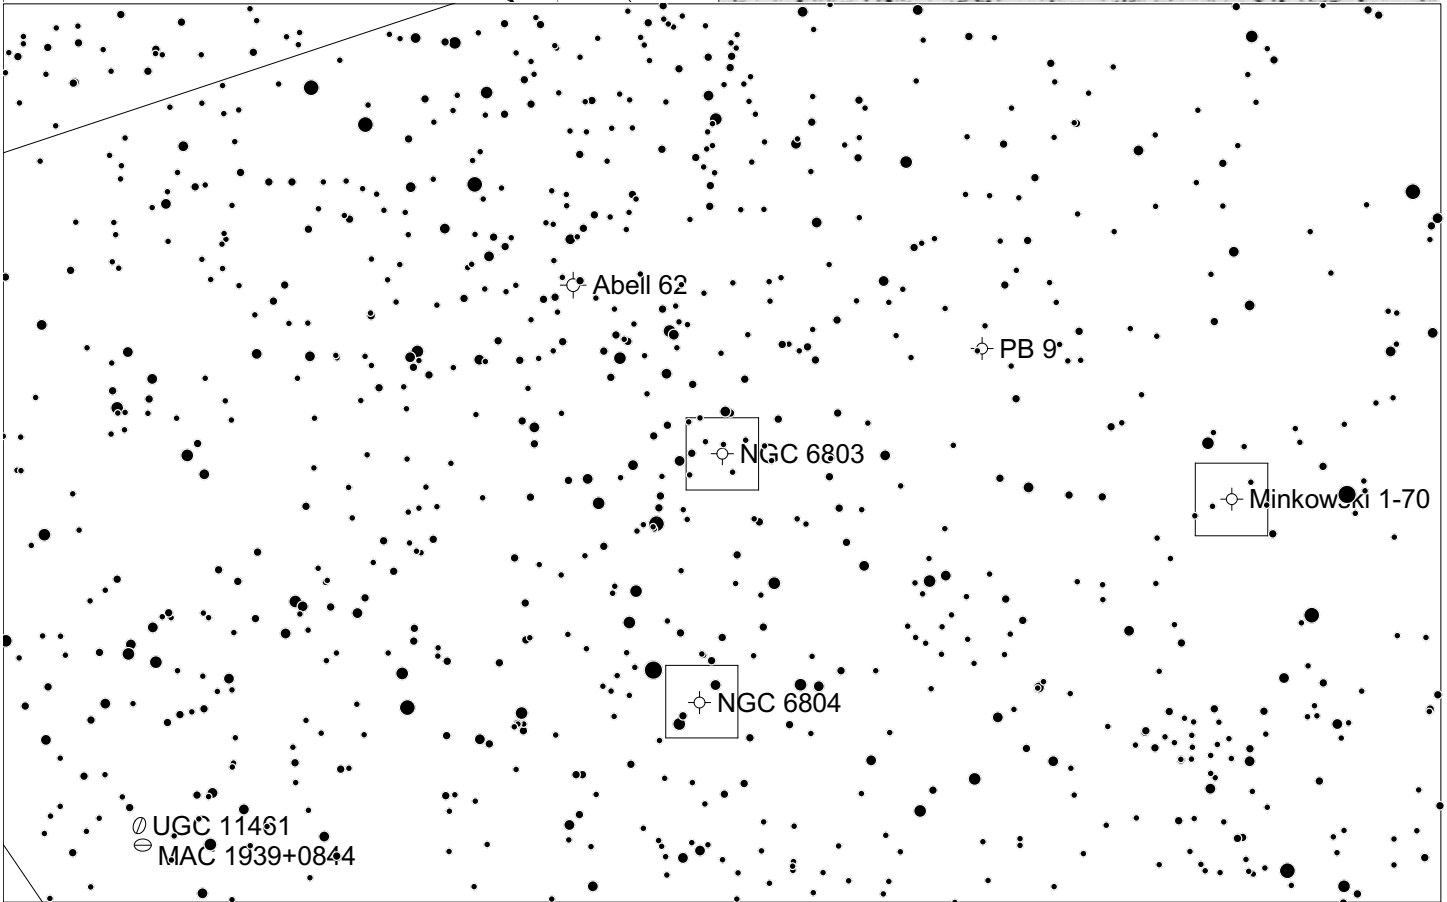 Abell 62
PB 9
NGC 6803
Minkowski 1-70
NGC 6804
UGC 11461
MAC 1939+0844